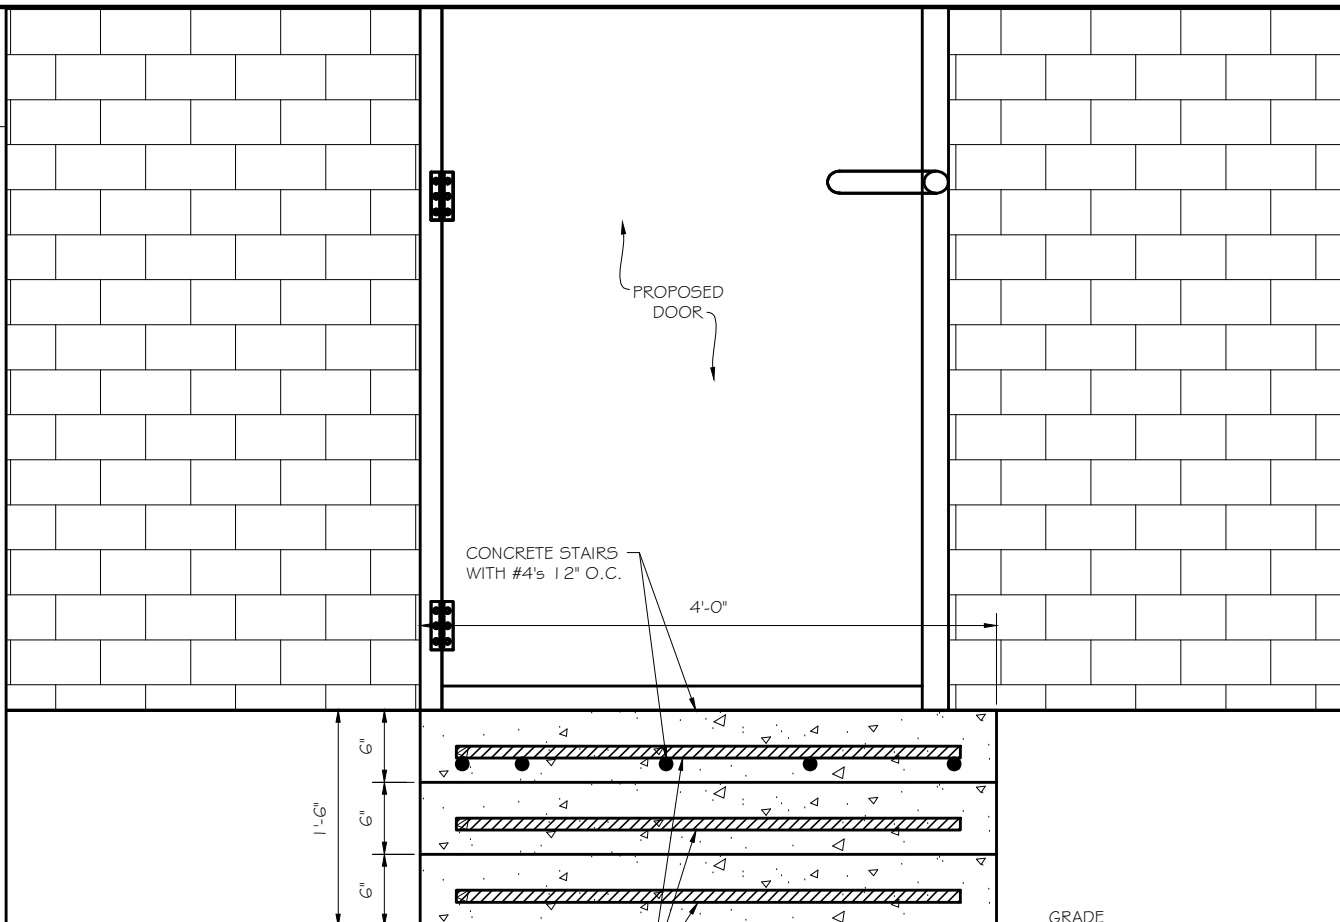 PROPOSED
DOOR
CONCRETE STAIRS
WITH #4's 12" O.C.
4'-0"
6"
6"
1'-6"
6"
GRADE